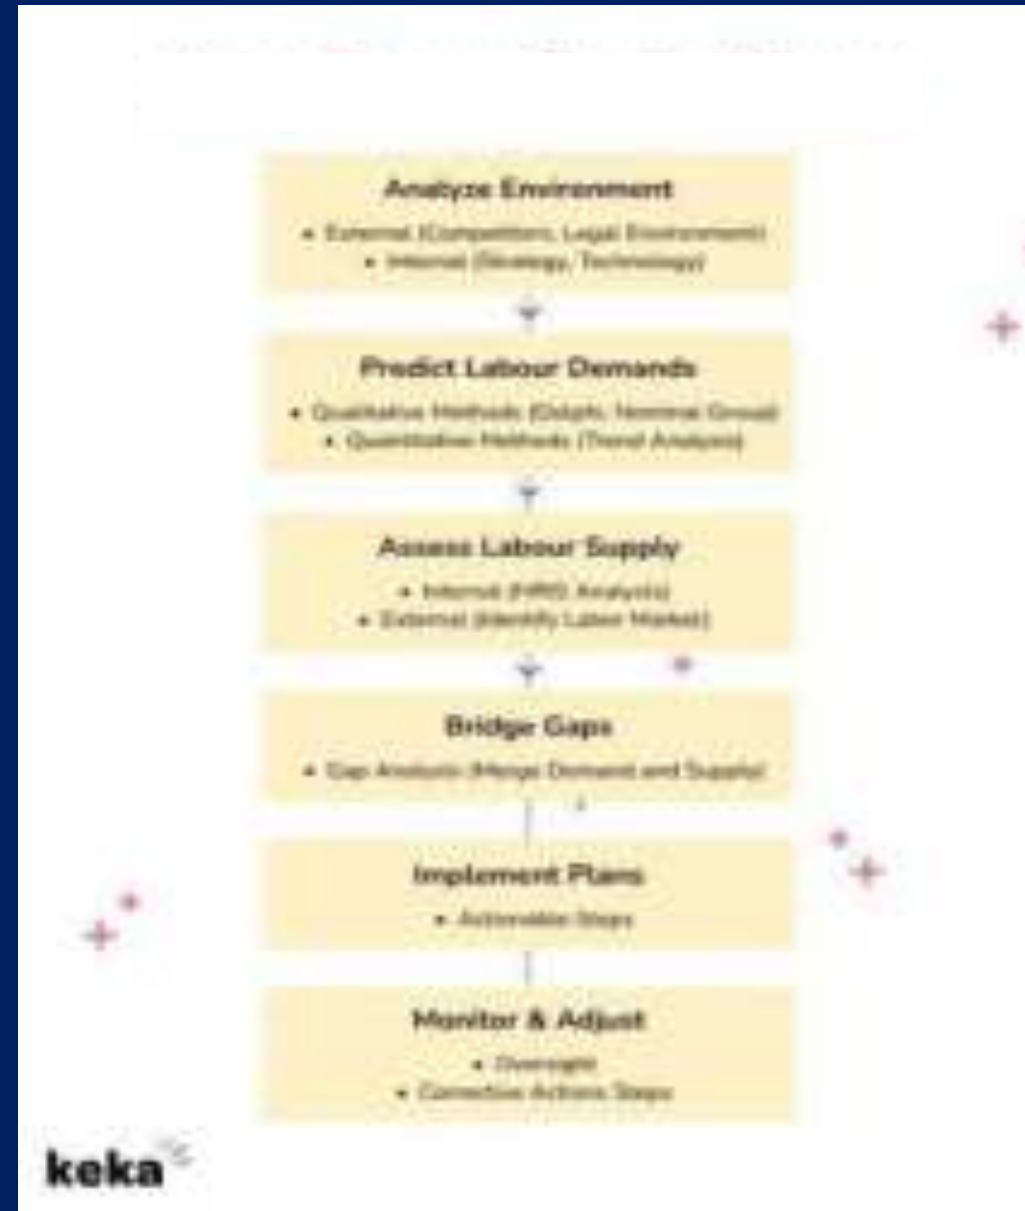 Analyze Environment
• External (Competitors, Legal Environment)
• Internal (Strategy, Technology)
Predict Labour Demands
• Qualitative Methods (Delphi, Nominal Group)
• Quantitative Methods (Trend Analysis)
Assess Labour Supply
• Internal (HRIS Analysis)
• External (Identify Labor Market)
Bridge Gaps
• Gap Analysis (Merge Demand and Supply)
Implement Plans
• Actionable Steps
Monitor & Adjust
• Oversight
• Corrective Actions Steps
keka